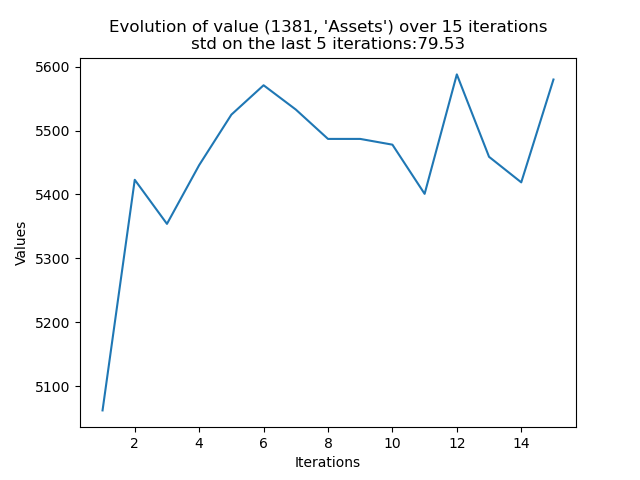 Evolution of value (1381, 'Assets') over 15 iterations
std on the last 5 iterations:79.53
5600
5500
5400
5300
5200
5100
Values
2 4 6 8 10 12 14
Iterations